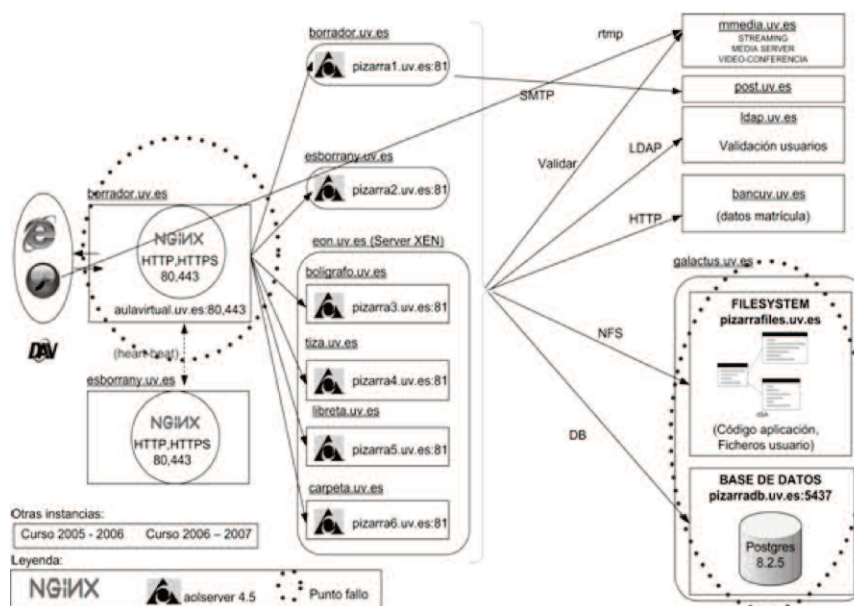 borrador.uv.es
pizarra1.uv.es:81
rtmp
mmedia.uv.es
STREAMING
MEDIA SERVER
VIDEO-CONFERENCIA
SMTP
post.uv.es
ldap.uv.es
Validación usuarios
LDAP
Validar
esborrany.uv.es
pizarra2.uv.es:81
bancuv.uv.es
(datos matrícula)
HTTP
borrador.uv.es
NGiNX
HTTP,HTTPS
80,443
aulavirtual.uv.es:80,443
DAV
(heart-beat)
esborrany.uv.es
NGiNX
HTTP,HTTPS
80,443
eon.uv.es (Server XEN)
boligrafo.uv.es
pizarra3.uv.es:81
tiza.uv.es
pizarra4.uv.es:81
libreta.uv.es
pizarra5.uv.es:81
carpeta.uv.es
pizarra6.uv.es:81
NFS
DB
galactus.uv.es
FILESYSTEM
pizarrafiles.uv.es
(Código aplicación,
Ficheros usuario)
BASE DE DATOS
pizarradb.uv.es:5437
Postgres
8.2.5
Otras instancias:
Curso 2005 - 2006 Curso 2006 – 2007
Leyenda:
NGiNX aolserver 4.5 Punto fallo